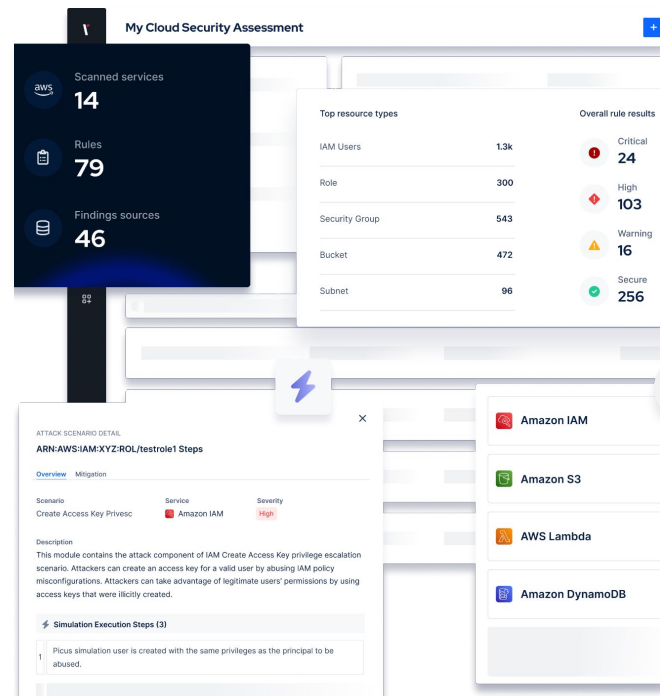 My Cloud Security Assessment
+
aws
Scanned services
14
Rules
79
Findings sources
46
Top resource types
IAM Users 1.3k
Role 300
Security Group 543
Bucket 472
Subnet 96
Overall rule results
Critical
24
High
103
Warning
16
Secure
256
ATTACK SCENARIO DETAIL
ARN:AWS:IAM:XYZ:ROL/testrole1 Steps
Overview Mitigation
Scenario Service Severity
Create Access Key Privesc Amazon IAM High
Description
This module contains the attack component of IAM Create Access Key privilege escalation
scenario. Attackers can create an access key for a valid user by abusing IAM policy
misconfigurations. Attackers can take advantage of legitimate users' permissions by using
access keys that were illicitly created.
Simulation Execution Steps (3)
1 Picus simulation user is created with the same privileges as the principal to be
abused.
Amazon IAM
Amazon S3
AWS Lambda
Amazon DynamoDB